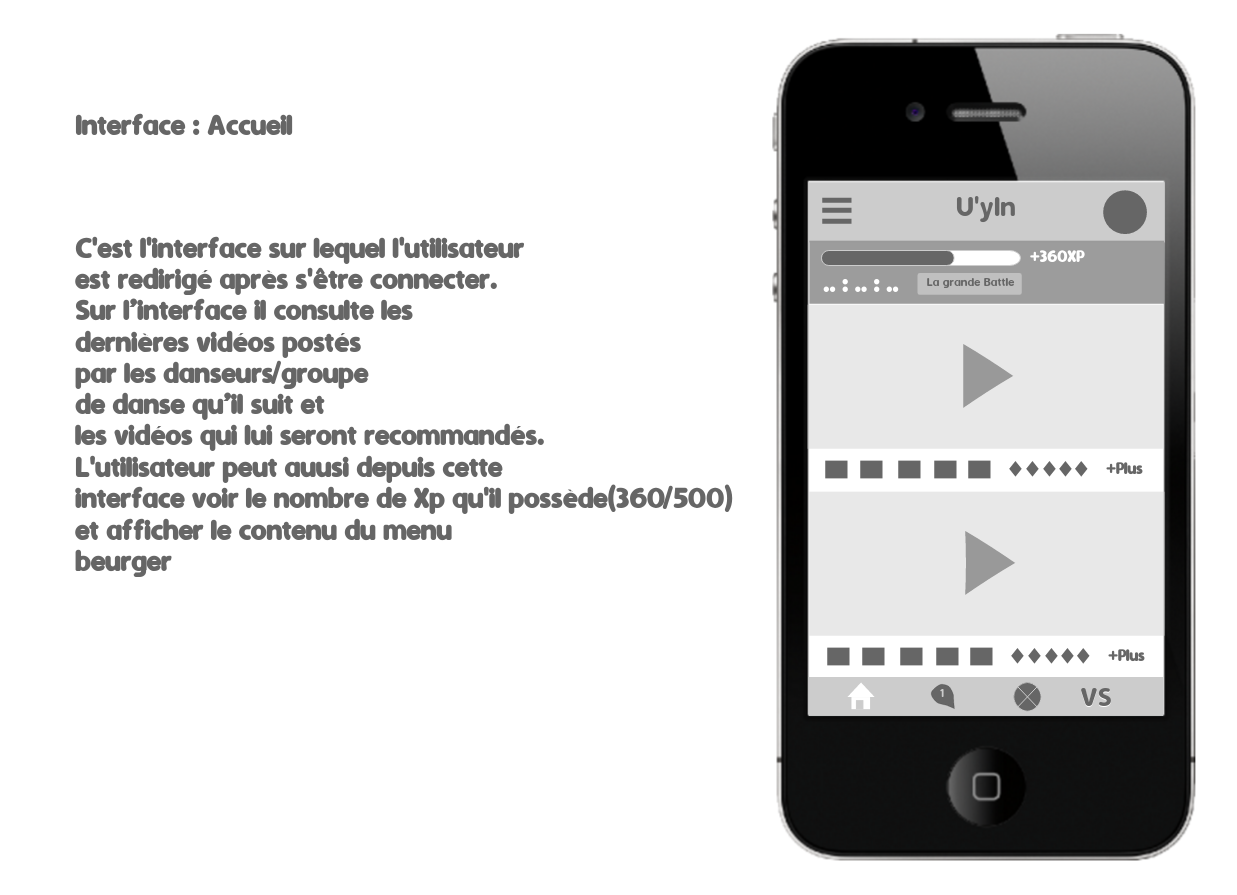 Interface : Accueil
C'est l'interface sur lequel l'utilisateur
est redirigé après s'être connecter.
Sur l’interface il consulte les
dernières vidéos postés
par les danseurs/groupe
de danse qu’il suit et
les vidéos qui lui seront recommandés.
L'utilisateur peut auusi depuis cette
interface voir le nombre de Xp qu'il possède(360/500)
et afficher le contenu du menu
beurger
U'yIn
+360XP
La grande Battle
+Plus
+Plus
1
VS